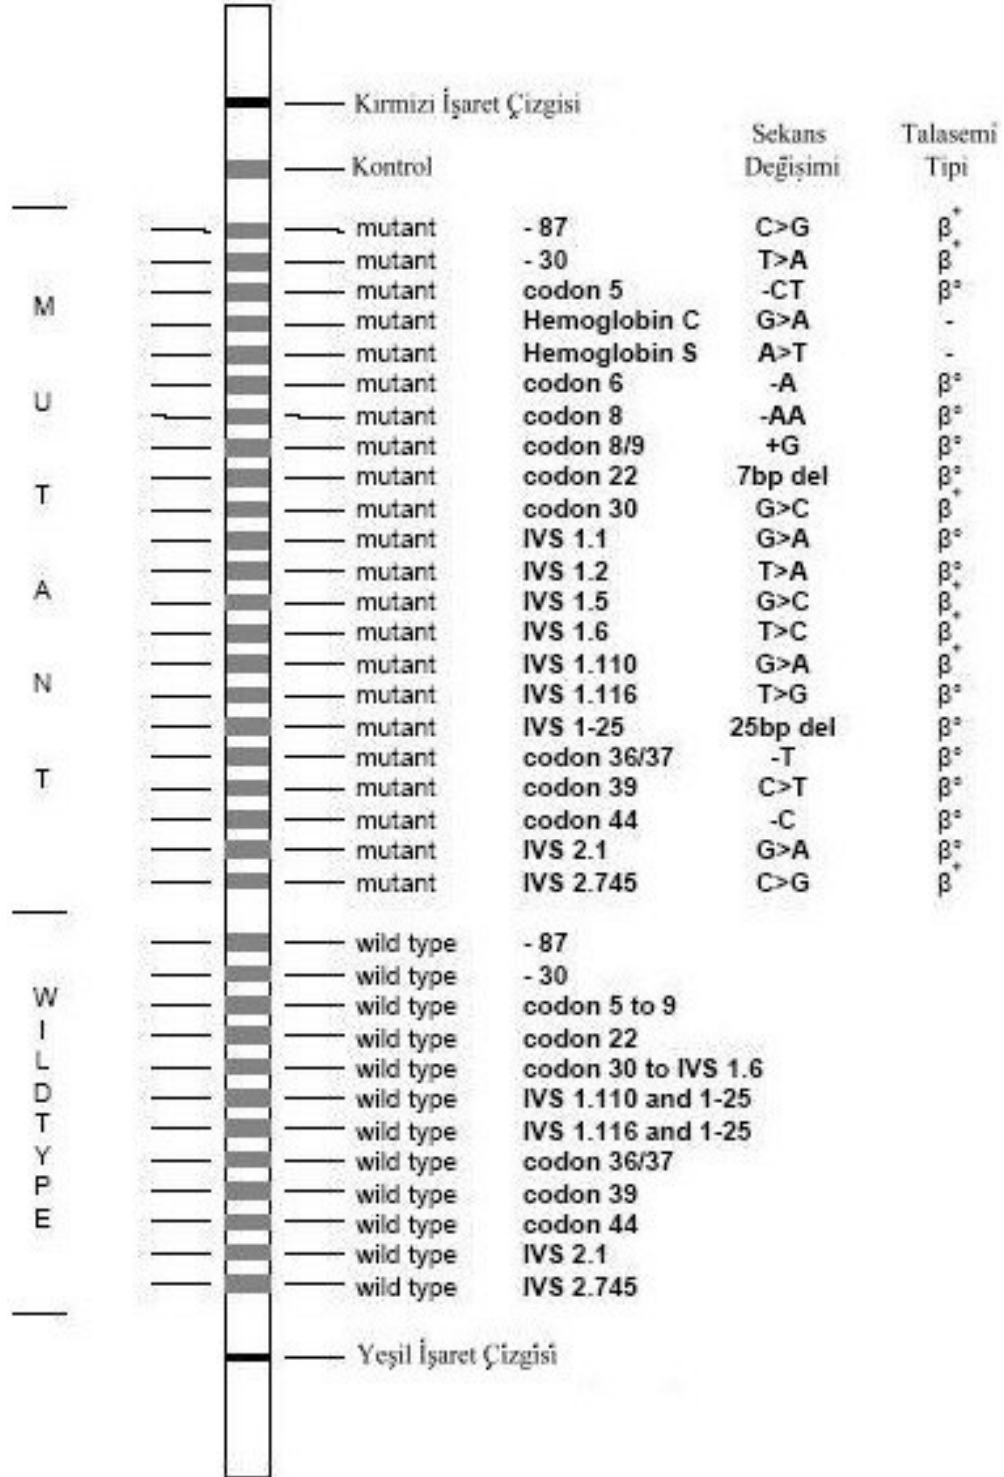 Kirmizi İşaret Çizgisi
Sekans Talasemi
Kontrol Değişimi Tipi
mutant - 87 C>G β+
mutant - 30 T>A β+
mutant codon 5 -CT β°
mutant Hemoglobin C G>A -
mutant Hemoglobin S A>T -
mutant codon 6 -A β°
mutant codon 8 -AA β°
mutant codon 8/9 +G β°
mutant codon 22 7bp del β°
mutant codon 30 G>C β+
mutant IVS 1.1 G>A β°
mutant IVS 1.2 T>A β°
mutant IVS 1.5 G>C β+
mutant IVS 1.6 T>C β+
mutant IVS 1.110 G>A β+
mutant IVS 1.116 T>G β°
mutant IVS 1-25 25bp del β°
mutant codon 36/37 -T β°
mutant codon 39 C>T β°
mutant codon 44 -C β°
mutant IVS 2.1 G>A β°
mutant IVS 2.745 C>G β+
MUTANT
wild type - 87
wild type - 30
wild type codon 5 to 9
wild type codon 22
wild type codon 30 to IVS 1.6
wild type IVS 1.110 and 1-25
wild type IVS 1.116 and 1-25
wild type codon 36/37
wild type codon 39
wild type codon 44
wild type IVS 2.1
wild type IVS 2.745
WILDTYPE
Yeşil İşaret Çizgisi